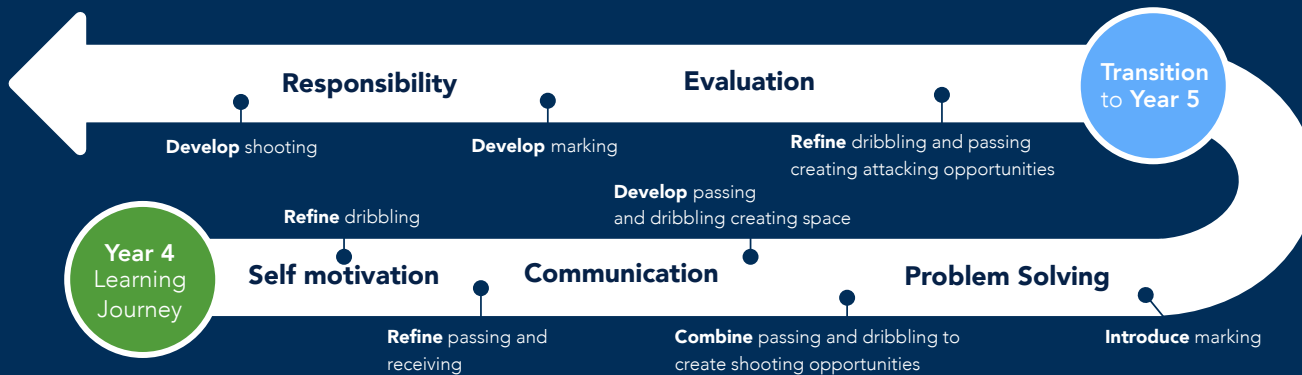 Responsibility
Evaluation
Transition
to Year 5
Develop shooting
Develop marking
Refine dribbling and passing
creating attacking opportunities
Refine dribbling
Develop passing
and dribbling creating space
Year 4
Learning
Journey
Self motivation
Communication
Problem Solving
Refine passing and
receiving
Combine passing and dribbling to
create shooting opportunities
Introduce marking